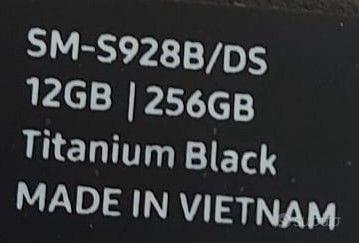 SM-S928B/DS
12GB | 256GB
Titanium Black
MADE IN VIETNAM